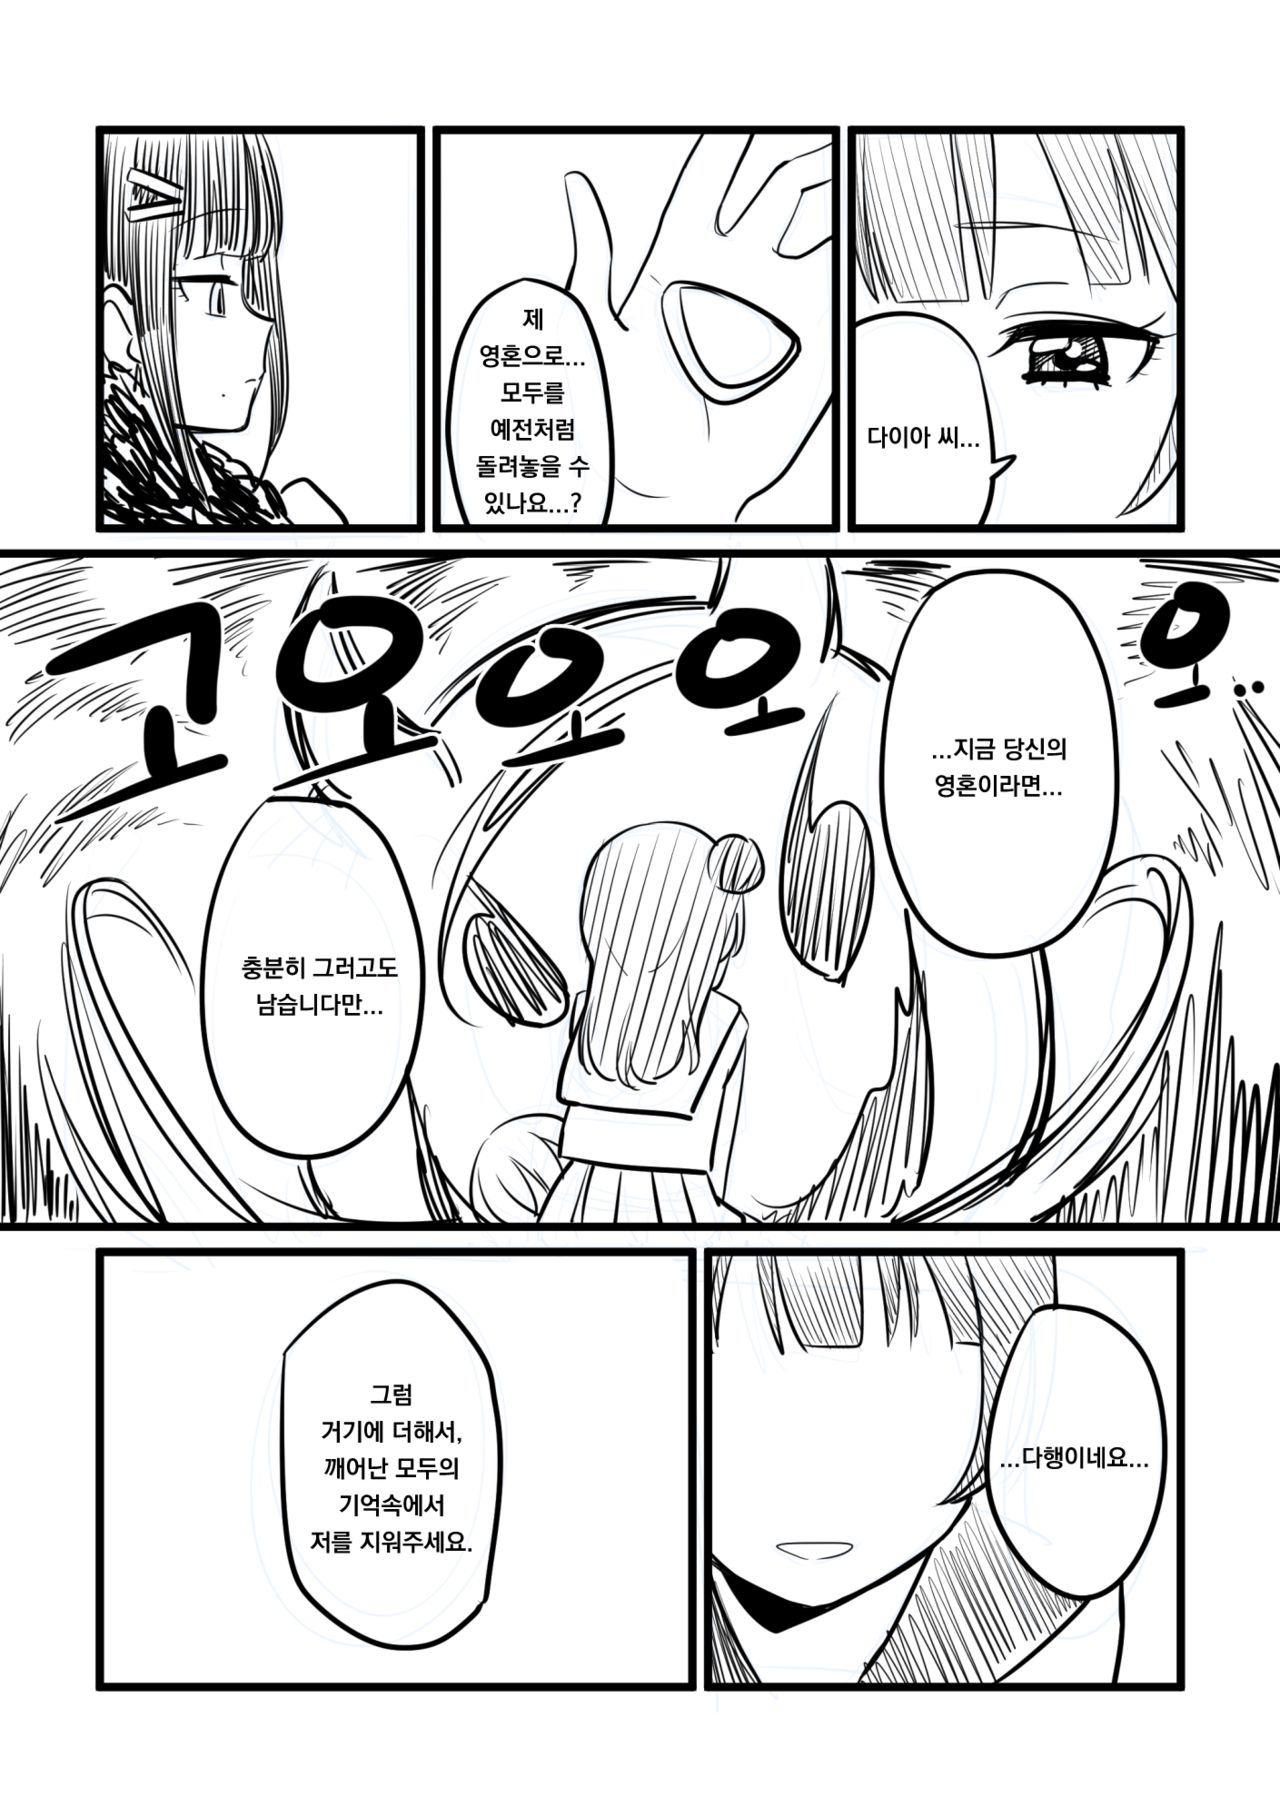 다이아 씨...
제
영혼으로...
모두를
예전처럼
돌려놓을 수
있나요...?
...지금 당신의
영혼이라면...
고오오오 오..
충분히 그러고도
남습니다만...
...다행이네요...
그럼
거기에 더해서,
깨어난 모두의
기억속에서
저를 지워주세요.